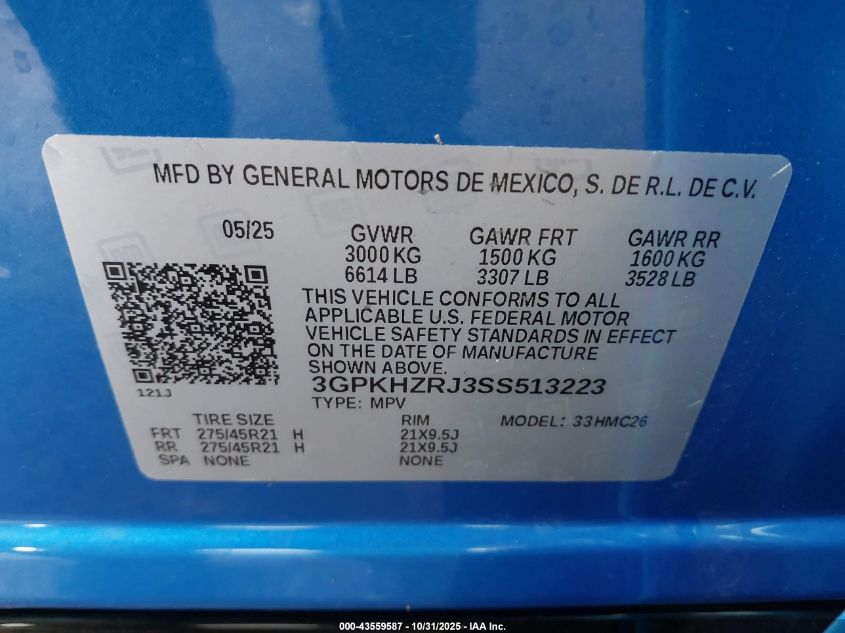 MFD BY GENERAL MOTORS DE MEXICO, S. DE R.L. DE C.V.
05/25 GVWR GAWR FRT GAWR RR
3000 KG 1500 KG 1600 KG
6614 LB 3307 LB 3528 LB
THIS VEHICLE CONFORMS TO ALL
APPLICABLE U.S. FEDERAL MOTOR
VEHICLE SAFETY STANDARDS IN EFFECT
ON THE DATE OF MANUFACTURE
SHOWN ABOVE.
3GPKHZRJ3SS513223
121J TYPE: MPV
TIRE SIZE RIM MODEL: 33HMC26
FRT 275/45R21 H 21X9.5J
RR 275/45R21 H 21X9.5J
SPA NONE NONE
000-43559587 - 10/31/2025 - IAA Inc.